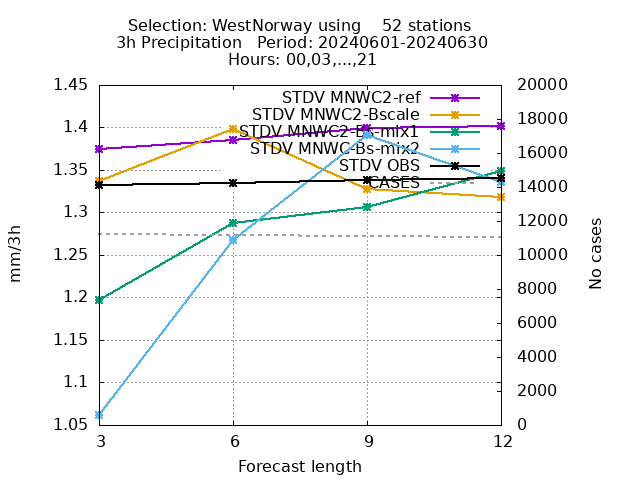 Selection: WestNorway using 52 stations
3h Precipitation Period: 20240601-20240630
Hours: 00,03,...,21
STDV MNWC2-ref
STDV MNWC2-Bscale
STDV MNWC2-Bs-mix1
STDV MNWC-Bs-mix2
STDV OBS
CASES
1.45
1.4
1.35
1.3
1.25
1.2
1.15
1.1
1.05
20000
18000
16000
14000
12000
10000
8000
6000
4000
2000
0
3
6
9
12
mm/3h
No cases
Forecast length